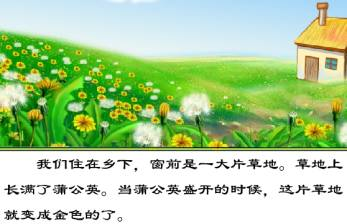 我们住在乡下，窗前是一大片草地。草地上
长满了蒲公英。当蒲公英盛开的时候，这片草地
就变成金色的了。